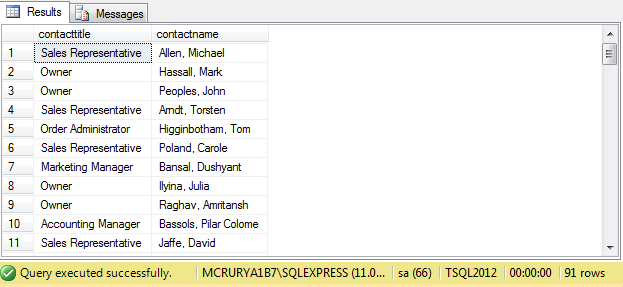 Results Messages
contacttitle contactname
1 Sales Representative Allen, Michael
2 Owner Hassall, Mark
3 Owner Peoples, John
4 Sales Representative Arndt, Torsten
5 Order Administrator Higginbotham, Tom
6 Sales Representative Poland, Carole
7 Marketing Manager Bansal, Dushyant
8 Owner Ilyina, Julia
9 Owner Raghav, Amritansh
10 Accounting Manager Bassols, Pilar Colome
11 Sales Representative Jaffe, David
Query executed successfully. MCRURYA1B7\SQLEXPRESS (11.0... sa (66) TSQL2012 00:00:00 91 rows